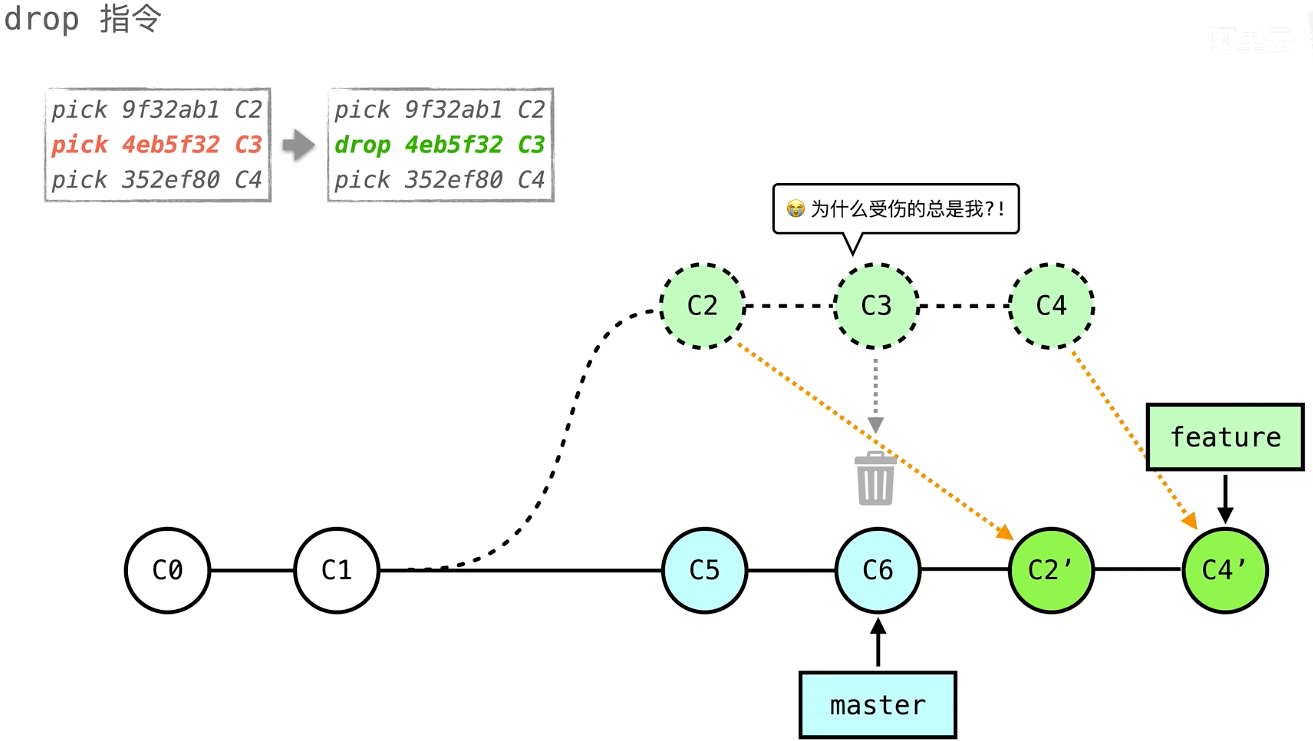 drop 指令
pick 9f32ab1 C2
pick 4eb5f32 C3
pick 352ef80 C4
pick 9f32ab1 C2
drop 4eb5f32 C3
pick 352ef80 C4
😭 为什么受伤的总是我?!
C2
C3
C4
feature
C0
C1
C5
C6
C2’
C4’
master